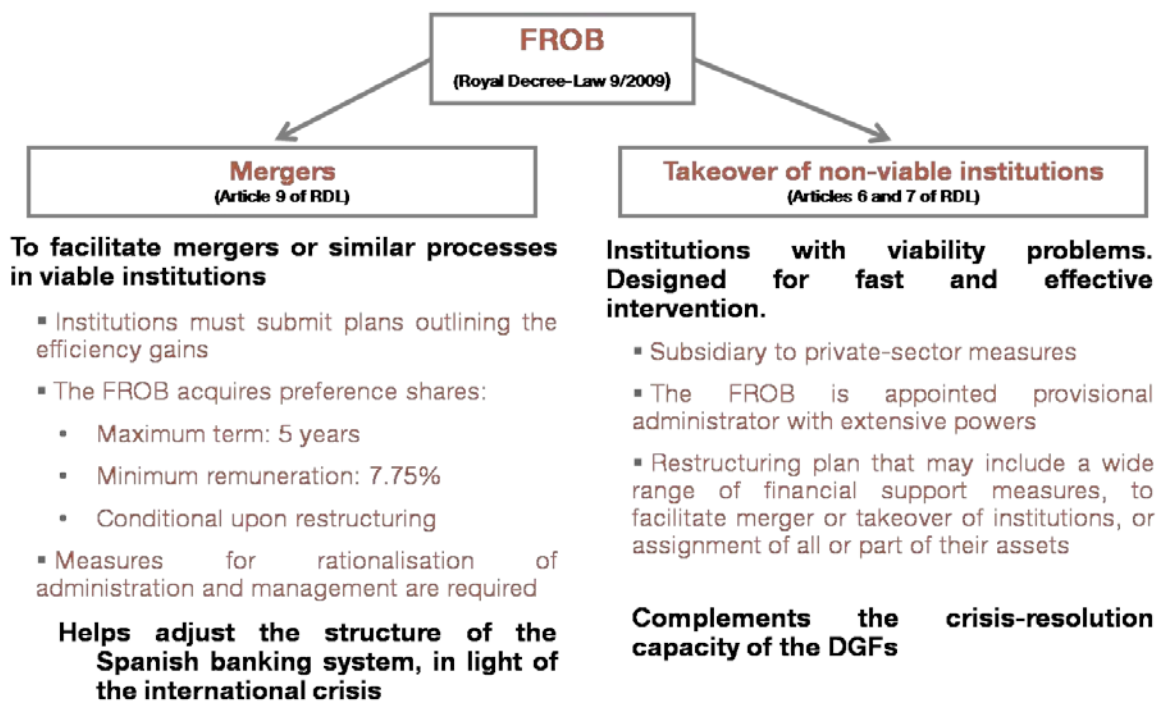 FROB
(Royal Decree-Law 9/2009)
Mergers
(Article 9 of RDL)
To facilitate mergers or similar processes
in viable institutions
▪ Institutions must submit plans outlining the
efficiency gains
▪ The FROB acquires preference shares:
• Maximum term: 5 years
• Minimum remuneration: 7.75%
• Conditional upon restructuring
▪ Measures for rationalisation of
administration and management are required
Helps adjust the structure of the
Spanish banking system, in light of
the international crisis
Takeover of non-viable institutions
(Articles 6 and 7 of RDL)
Institutions with viability problems.
Designed for fast and effective
intervention.
▪ Subsidiary to private-sector measures
▪ The FROB is appointed provisional
administrator with extensive powers
▪ Restructuring plan that may include a wide
range of financial support measures, to
facilitate merger or takeover of institutions, or
assignment of all or part of their assets
Complements the crisis-resolution
capacity of the DGFs